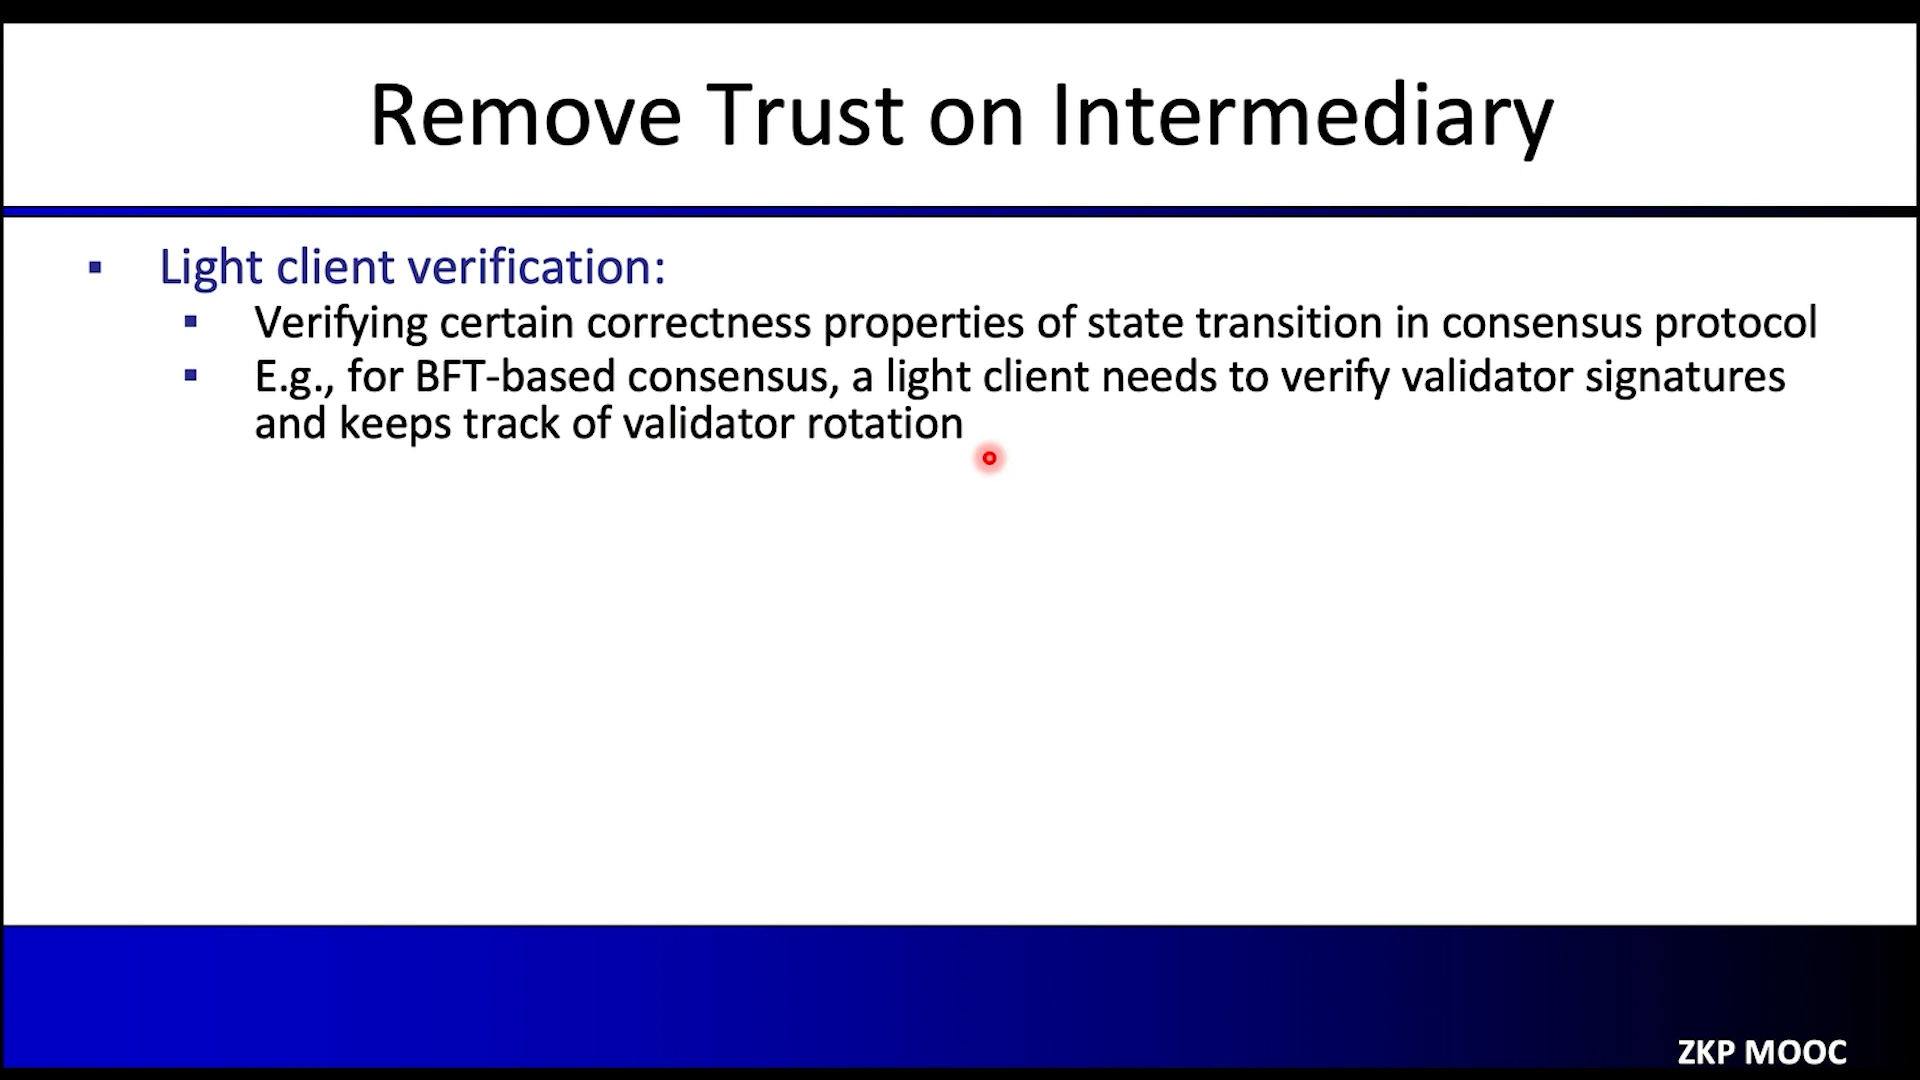 Remove Trust on Intermediary
▪ Light client verification:
▪ Verifying certain correctness properties of state transition in consensus protocol
▪ E.g., for BFT-based consensus, a light client needs to verify validator signatures
and keeps track of validator rotation
ZKP MOOC